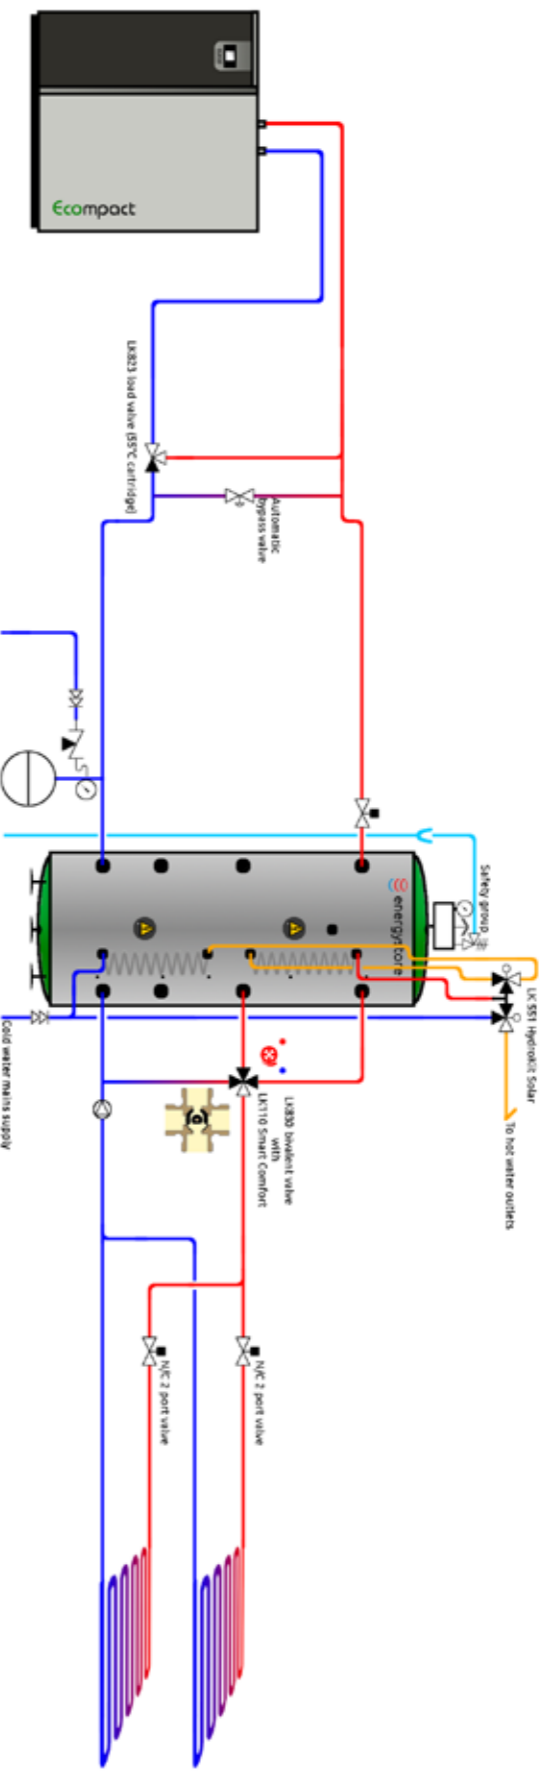 Ecompact
LK823 load valve (55°C cartridge)
Automatic
bypass valve
energystore
Safety group
LK 551 HydroKit Solar
To hot water outlets
Cold water mains supply
LK830 bivalent valve
with
LK110 Smart Comfort
N/C 2 port valve
N/C 2 port valve